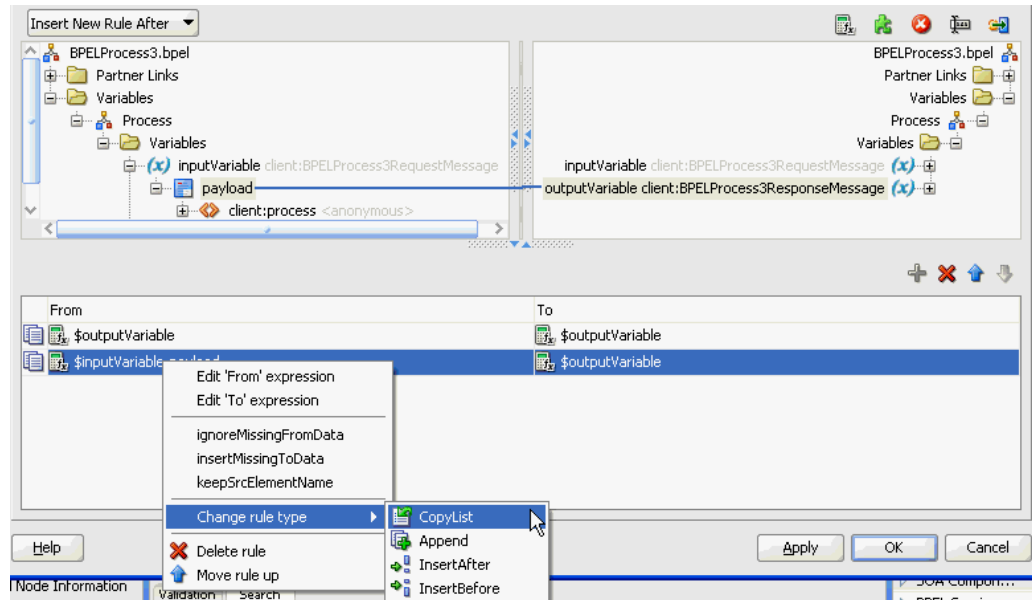 Insert New Rule After
BPELProcess3.bpel
Partner Links
Variables
Process
Variables
inputVariable client:BPELProcess3RequestMessage
payload
client:process <anonymous>
BPELProcess3.bpel
Partner Links
Variables
Process
Variables
inputVariable client:BPELProcess3RequestMessage
outputVariable client:BPELProcess3ResponseMessage
From To
$outputVariable $outputVariable
$inputVariable.payload $outputVariable
Edit 'From' expression
Edit 'To' expression
ignoreMissingFromData
insertMissingToData
keepSrcElementName
Change rule type
Delete rule
Move rule up
CopyList
Append
InsertAfter
InsertBefore
Help Apply OK Cancel
Node Information Validation Search